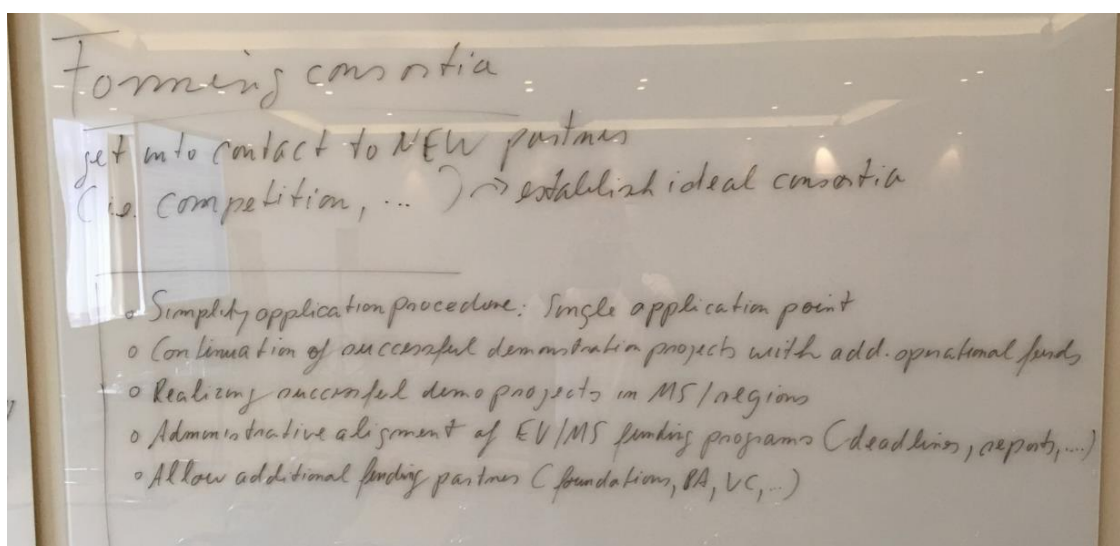 Forming consortia
get into contact to NEW partners
(i.e. competition, ... ) → establish ideal consortia
o Simplify application procedure: Single application point
o Continuation of successful demonstration projects with add. operational funds
o Realizing successful demo projects in MS/regions
o Administrative aligment of EU/MS funding programs (deadlines, reports, ....)
o Allow additional funding partner (foundations, BA, VC, ..)